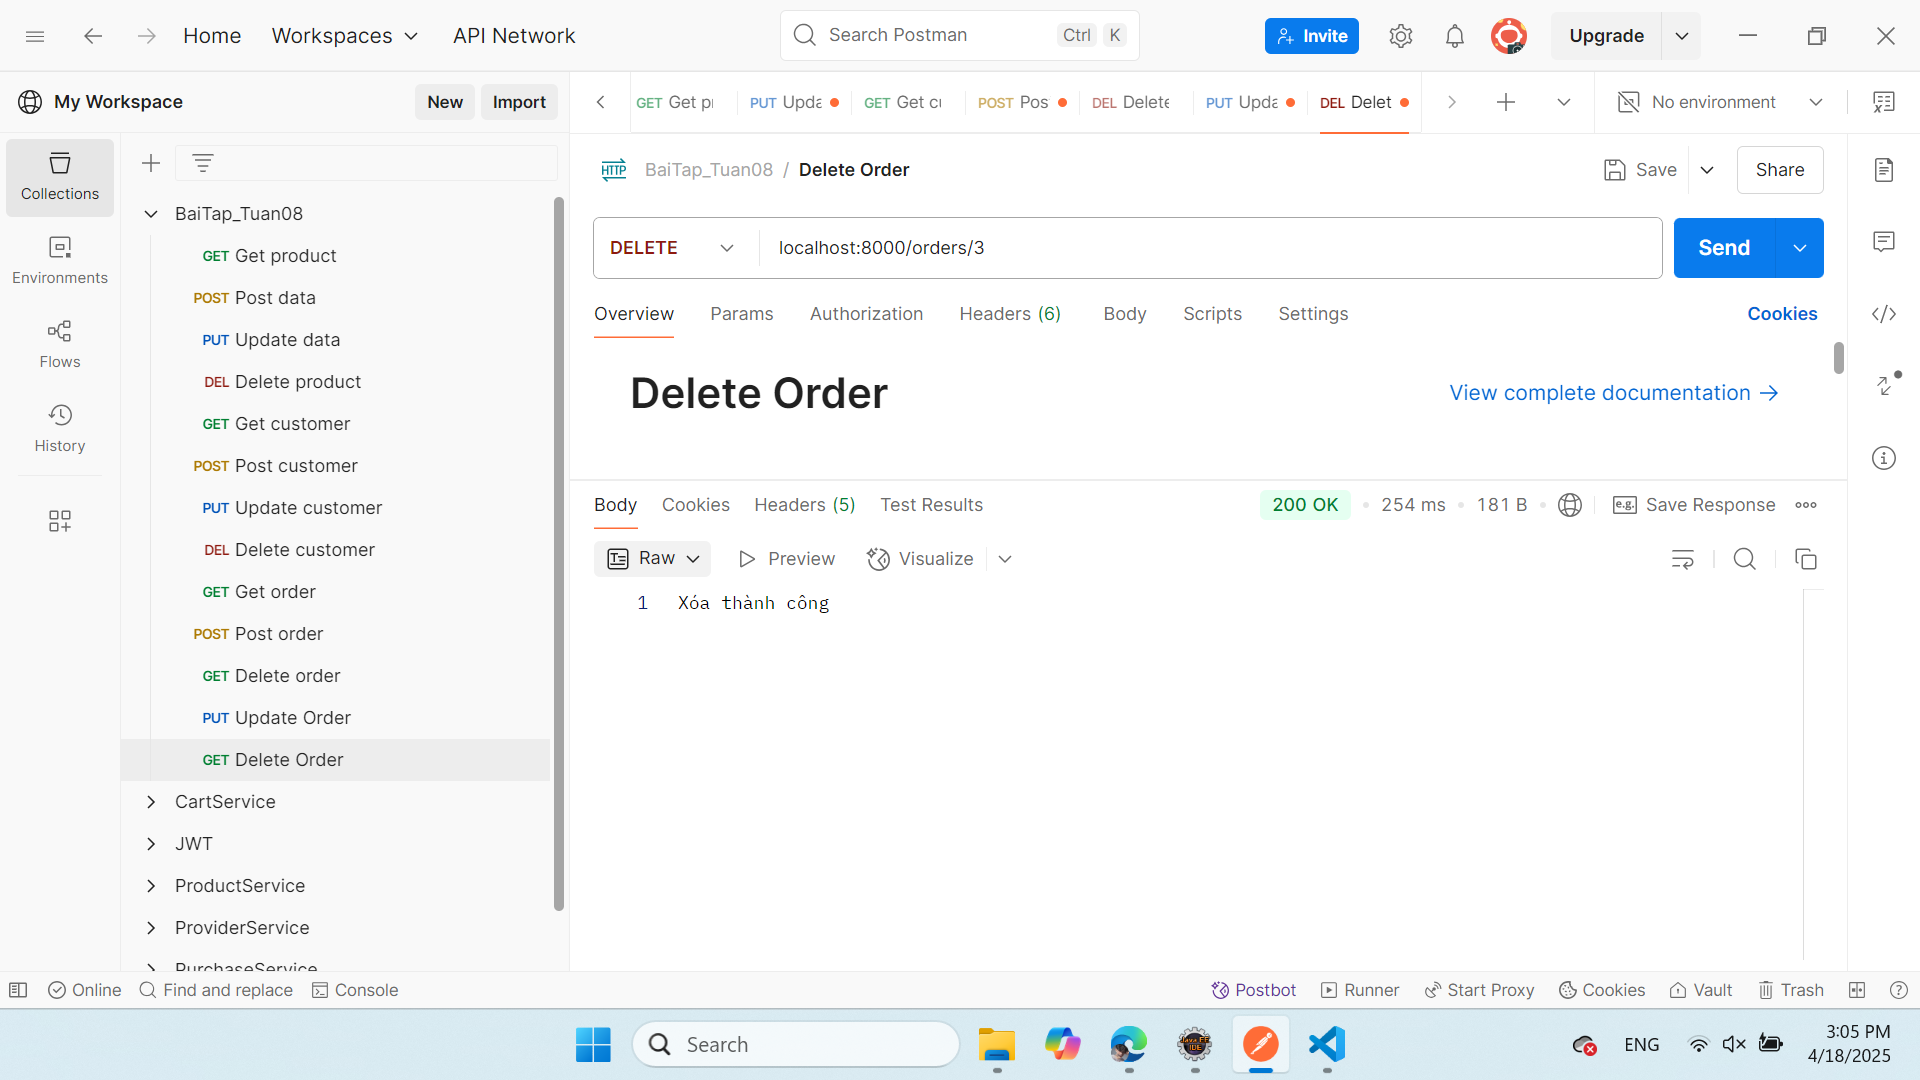 Home Workspaces API Network Search Postman Ctrl K Invite Upgrade
My Workspace New Import
GET Get pr PUT Upda GET Get cu POST Pos DEL Delete PUT Upda DEL Delet No environment
Collections
Environments
Flows
History
BaiTap_Tuan08
GET Get product
POST Post data
PUT Update data
DEL Delete product
GET Get customer
POST Post customer
PUT Update customer
DEL Delete customer
GET Get order
POST Post order
GET Delete order
PUT Update Order
GET Delete Order
CartService
JWT
ProductService
ProviderService
PurchaseService
HTTP BaiTap_Tuan08 / Delete Order Save Share
DELETE localhost:8000/orders/3 Send
Overview Params Authorization Headers (6) Body Scripts Settings Cookies
Delete Order View complete documentation
Body Cookies Headers (5) Test Results 200 OK 254 ms 181 B e.g. Save Response
Raw Preview Visualize
1 Xóa thành công
Online Find and replace Console Postbot Runner Start Proxy Cookies Vault Trash
Search ENG 3:05 PM
4/18/2025